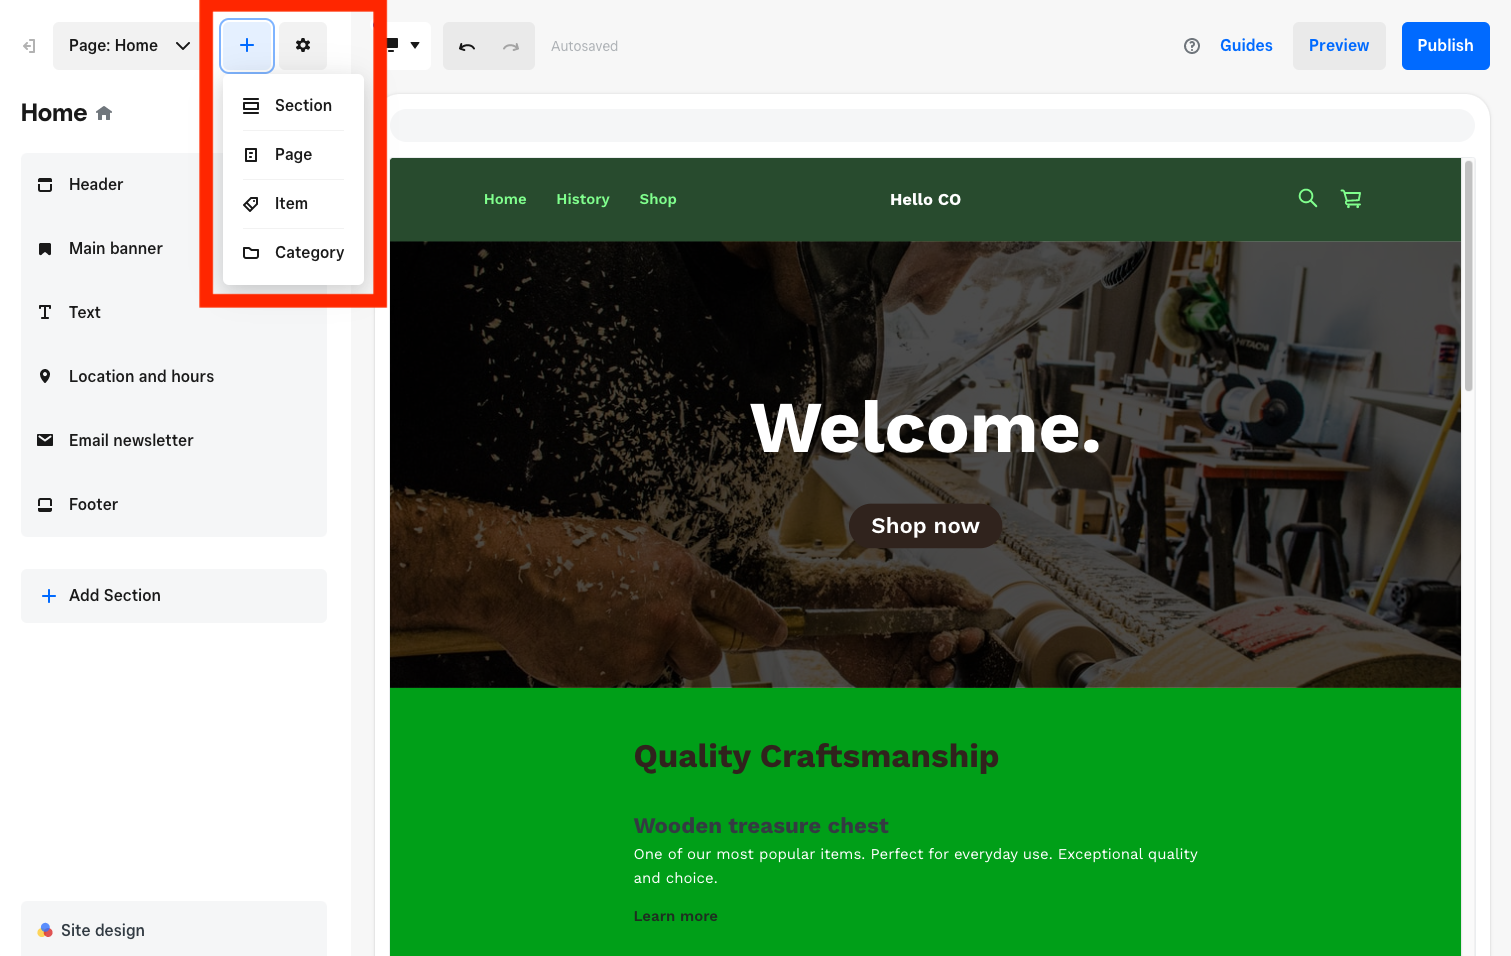 Page: Home
Autosaved
Guides
Preview
Publish
Section
Page
Item
Category
Home
Header
Main banner
Text
Location and hours
Email newsletter
Footer
Add Section
Site design
Home History Shop
Hello CO
HITACHI
Welcome.
Shop now
Quality Craftsmanship
Wooden treasure chest
One of our most popular items. Perfect for everyday use. Exceptional quality
and choice.
Learn more